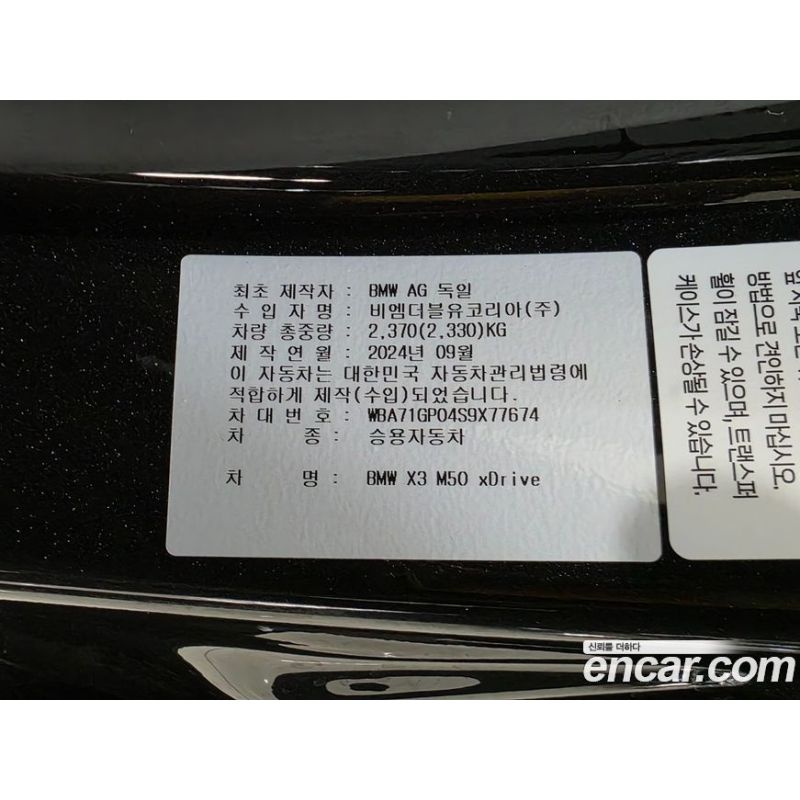 최초 제작자 : BMW AG 독일
수 입 자 명 : 비엠더블유코리아(주)
차량 총중량 : 2,370(2,330)KG
제 작 연 월 : 2024년 09월
이 자동차는 대한민국 자동차관리법령에
적합하게 제작(수입)되었습니다.
차 대 번 호 : WBA71GP04S9X77674
차 종 : 승용자동차
차 명 : BMW X3 M50 xDrive
방법으로 견인하지 마십시오.
휠이 잠길 수 있으며, 트랜스퍼
케이스가 손상될 수 있습니다.
신뢰를 더하다
encar.com